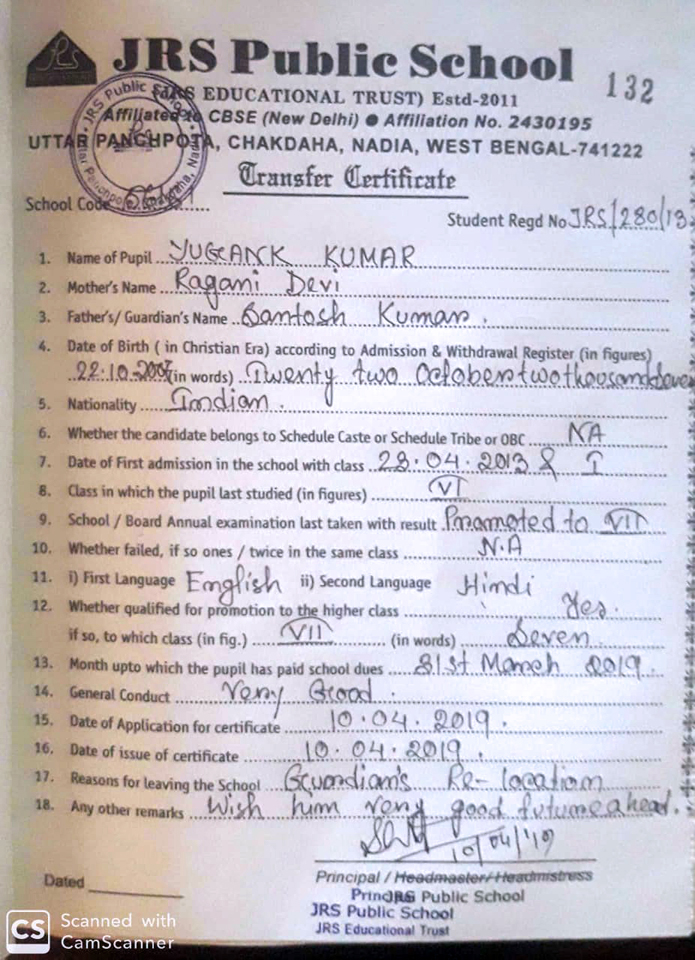 JRS Public School
132
(JRS EDUCATIONAL TRUST) Estd-2011
Affiliated to CBSE (New Delhi) ● Affiliation No. 2430195
UTTAR PANCHPOTA, CHAKDAHA, NADIA, WEST BENGAL-741222
Transfer Certificate
School Code
Student Regd No JRS/280/13
1. Name of Pupil YUGANK KUMAR
2. Mother's Name Ragani Devi
3. Father's/ Guardian's Name Santosh Kumar.
4. Date of Birth ( in Christian Era) according to Admission & Withdrawal Register (in figures)
22.10.2007 (in words) Twenty two October two thousand Seven
5. Nationality Indian.
6. Whether the candidate belongs to Schedule Caste or Schedule Tribe or OBC NA
7. Date of First admission in the school with class 23.04.2013 & I
8. Class in which the pupil last studied (in figures) VI
9. School / Board Annual examination last taken with result Promoted to VII
10. Whether failed, if so ones / twice in the same class N.A
11. i) First Language English ii) Second Language Hindi
12. Whether qualified for promotion to the higher class Yes.
if so, to which class (in fig.) VII (in words) Seven.
13. Month upto which the pupil has paid school dues 31st March 2019.
14. General Conduct Very Good.
15. Date of Application for certificate 10.04.2019.
16. Date of issue of certificate 10.04.2019.
17. Reasons for leaving the School Guardian's Re-location
18. Any other remarks Wish him very good future ahead.
10/04/19
Principal / Headmaster/ Headmistress
Dated
Principal
JRS Public School
JRS Public School
JRS Educational Trust
CS Scanned with
CamScanner